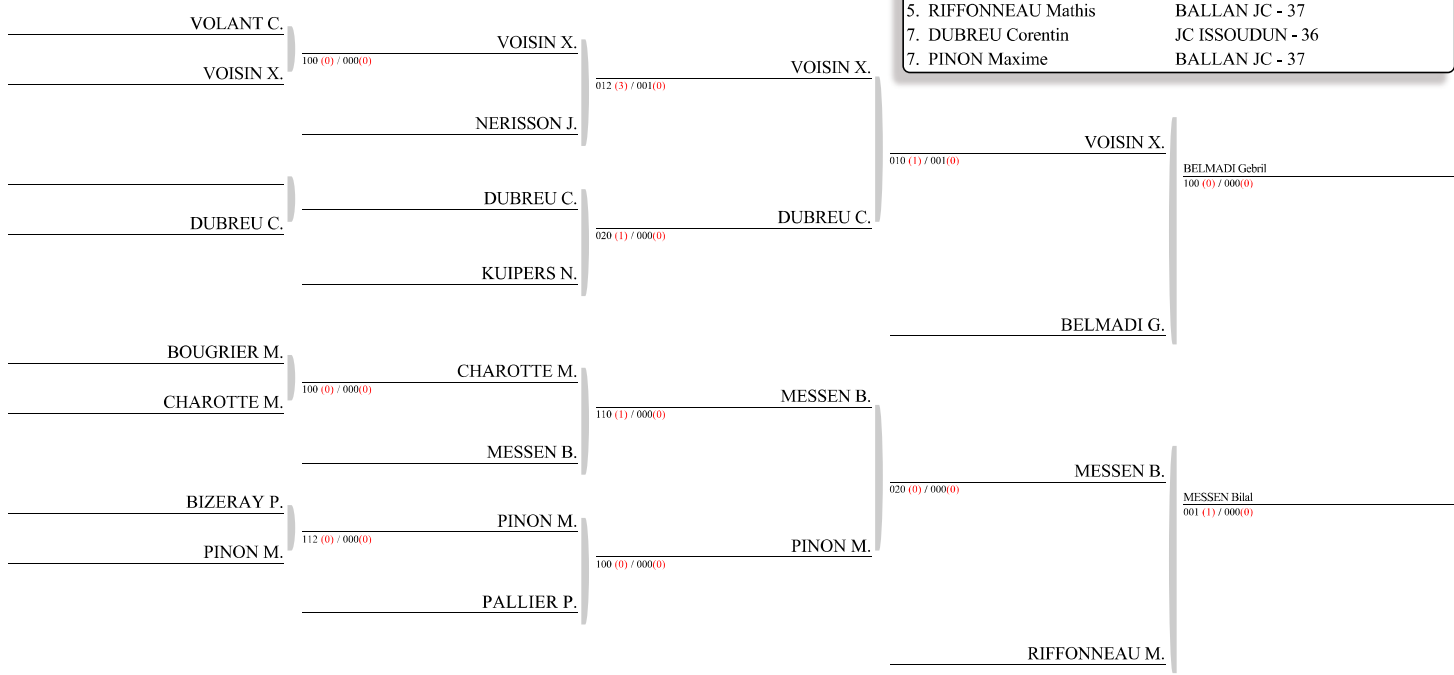 5. RIFFONNEAU Mathis BALLAN JC - 37
7. DUBREU Corentin JC ISSOUDUN - 36
7. PINON Maxime BALLAN JC - 37
VOLANT C.
VOISIN X.
100 (0) / 000(0)
VOISIN X.
NERISSON J.
012 (3) / 001(0)
VOISIN X.
DUBREU C.
DUBREU C.
KUIPERS N.
020 (1) / 000(0)
DUBREU C.
010 (1) / 001(0)
VOISIN X.
BELMADI G.
BELMADI Gebril
100 (0) / 000(0)
BOUGRIER M.
CHAROTTE M.
100 (0) / 000(0)
CHAROTTE M.
MESSEN B.
110 (1) / 000(0)
MESSEN B.
BIZERAY P.
PINON M.
112 (0) / 000(0)
PINON M.
PALLIER P.
100 (0) / 000(0)
PINON M.
020 (0) / 000(0)
MESSEN B.
RIFFONNEAU M.
MESSEN Bilal
001 (1) / 000(0)